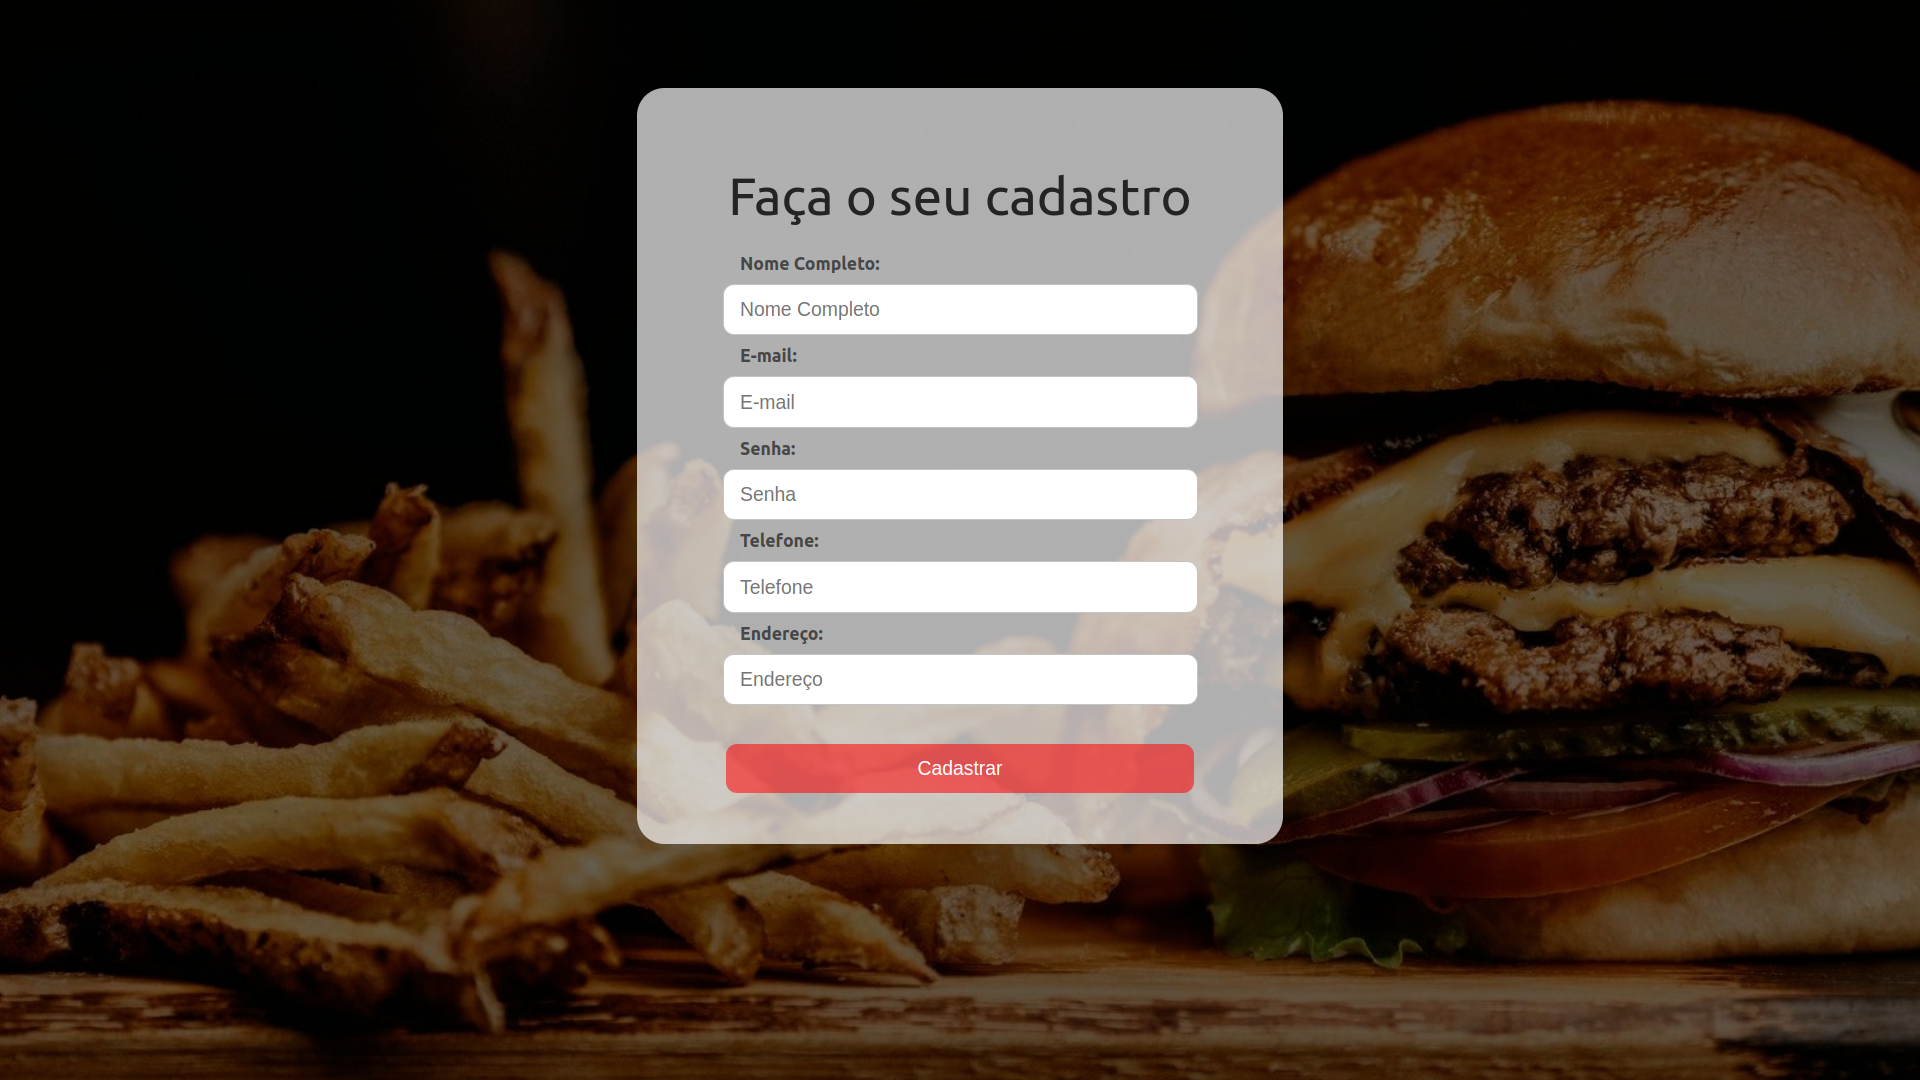 Faça o seu cadastro
Nome Completo:
Nome Completo
E-mail:
E-mail
Senha:
Senha
Telefone:
Telefone
Endereço:
Endereço
Cadastrar